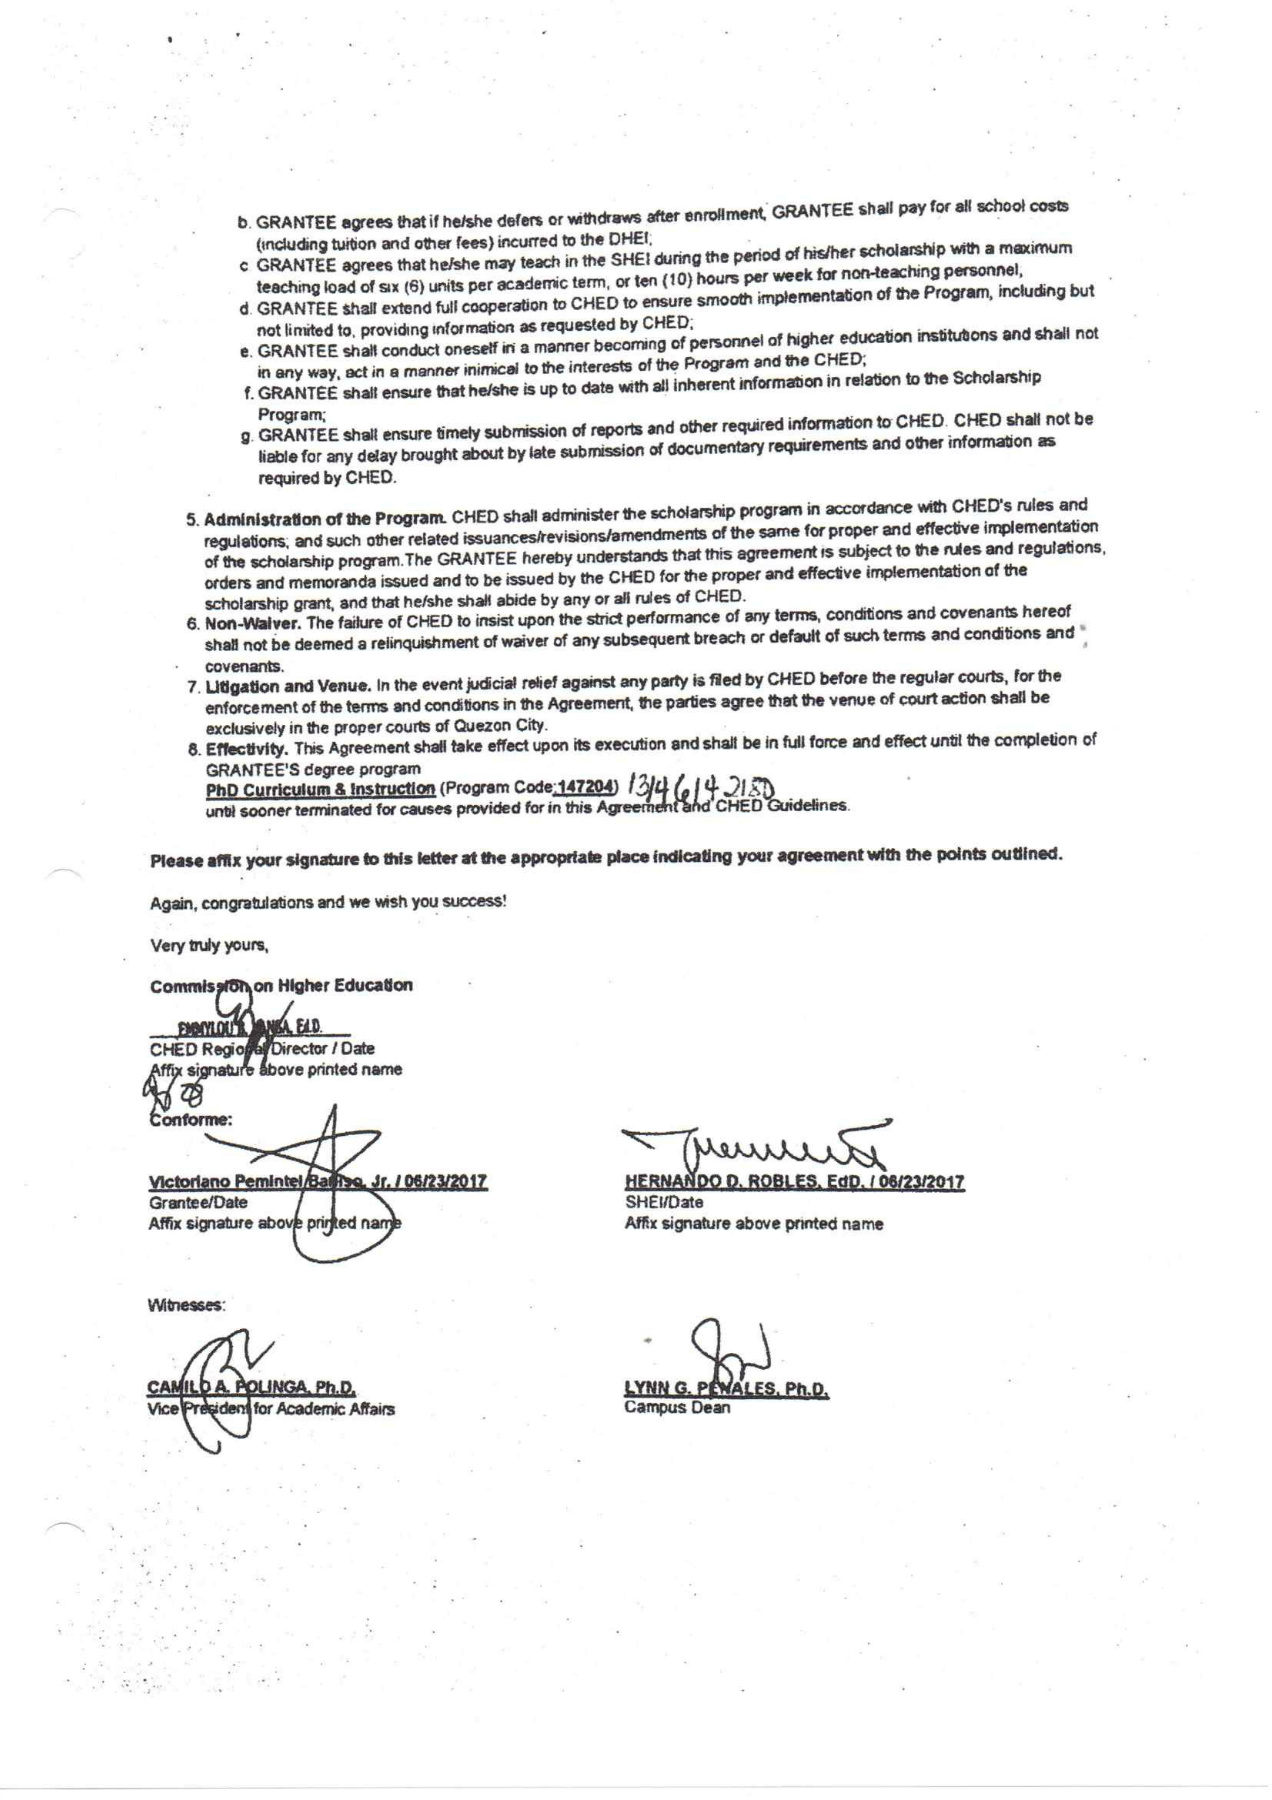 b. GRANTEE agrees that if he/she defers or withdraws after enrollment, GRANTEE shall pay for all school costs
(including tuition and other fees) incurred to the DHEI;
c GRANTEE agrees that he/she may teach in the SHEI during the period of his/her scholarship with a maximum
teaching load of six (6) units per academic term, or ten (10) hours per week for non-teaching personnel,
d. GRANTEE shall extend full cooperation to CHED to ensure smooth implementation of the Program, including but
not limited to, providing information as requested by CHED;
e. GRANTEE shall conduct oneself in a manner becoming of personnel of higher education institutions and shall not
in any way, act in a manner inimical to the interests of the Program and the CHED;
f. GRANTEE shall ensure that he/she is up to date with all inherent information in relation to the Scholarship
Program;
g. GRANTEE shall ensure timely submission of reports and other required information to CHED. CHED shall not be
liable for any delay brought about by late submission of documentary requirements and other information as
required by CHED.
5. Administration of the Program. CHED shall administer the scholarship program in accordance with CHED's rules and
regulations; and such other related issuances/revisions/amendments of the same for proper and effective implementation
of the scholarship program.The GRANTEE hereby understands that this agreement is subject to the rules and regulations,
orders and memoranda issued and to be issued by the CHED for the proper and effective implementation of the
scholarship grant, and that he/she shall abide by any or all rules of CHED.
6. Non-Waiver. The failure of CHED to insist upon the strict performance of any terms, conditions and covenants hereof
shall not be deemed a relinquishment of waiver of any subsequent breach or default of such terms and conditions and
covenants.
7. Litigation and Venue. In the event judicial relief against any party is filed by CHED before the regular courts, for the
enforcement of the terms and conditions in the Agreement, the parties agree that the venue of court action shall be
exclusively in the proper courts of Quezon City.
8. Effectivity. This Agreement shall take effect upon its execution and shall be in full force and effect until the completion of
GRANTEE'S degree program
PhD Curriculum & Instruction (Program Code:147204)
until sooner terminated for causes provided for in this Agreement and CHED Guidelines.
Please affix your signature to this letter at the appropriate place indicating your agreement with the points outlined.
Again, congratulations and we wish you success!
Very truly yours,
Commission on Higher Education
Ed.D.
CHED Regional Director / Date
Affix signature above printed name
Conforme:
Victoriano Pemintel Jr. / 06/23/2017
Grantee/Date
Affix signature above printed name
HERNANDO D. ROBLES, EdD. / 06/23/2017
SHEI/Date
Affix signature above printed name
Witnesses:
CAMILO A. POLINGA, Ph.D.
Vice President for Academic Affairs
LYNN G. PENALES, Ph.D.
Campus Dean